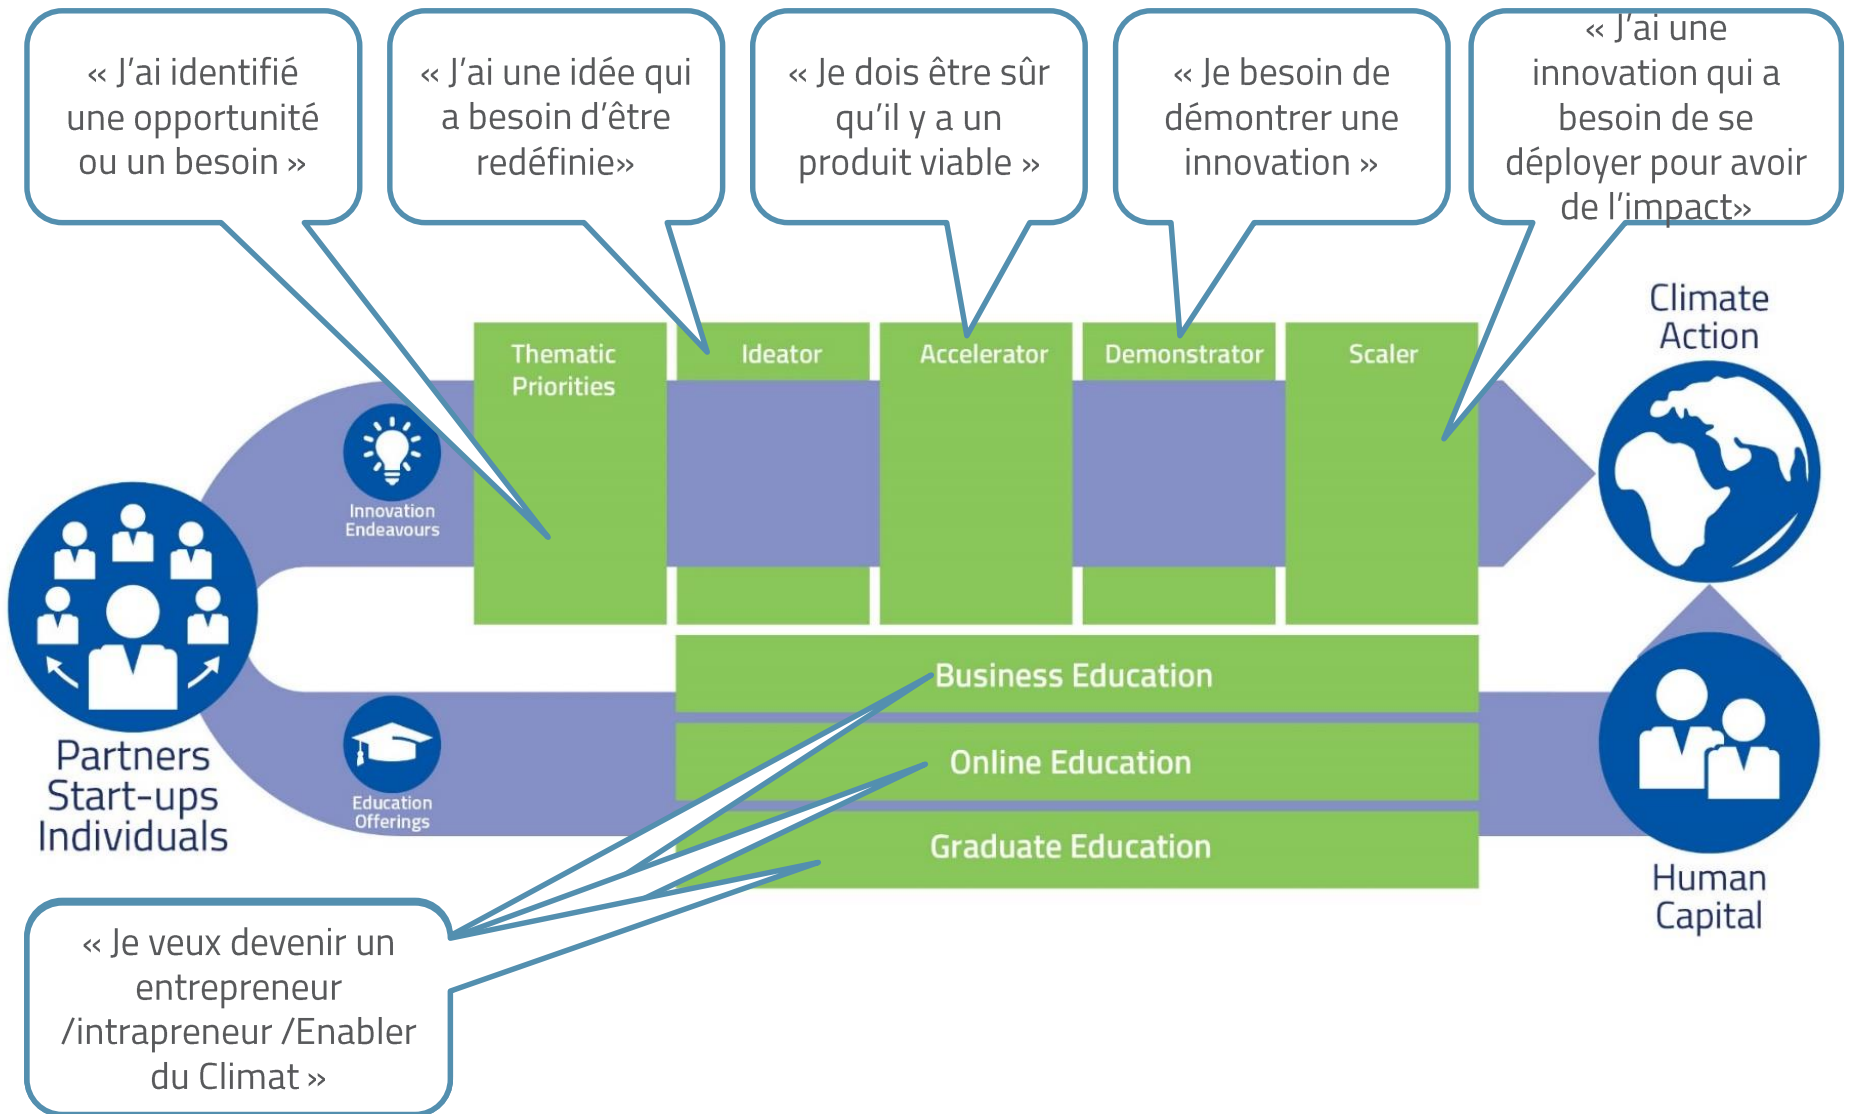 « J’ai identifié
une opportunité
ou un besoin »
« J’ai une idée qui
a besoin d’être
redéfinie»
« Je dois être sûr
qu’il y a un
produit viable »
« Je besoin de
démontrer une
innovation »
« J’ai une
innovation qui a
besoin de se
déployer pour avoir
de l’impact»
Climate
Action
Thematic
Priorities
Ideator
Accelerator
Demonstrator
Scaler
Innovation
Endeavours
Partners
Start-ups
Individuals
Education
Offerings
Business Education
Online Education
Graduate Education
Human
Capital
« Je veux devenir un
entrepreneur
/intrapreneur /Enabler
du Climat »